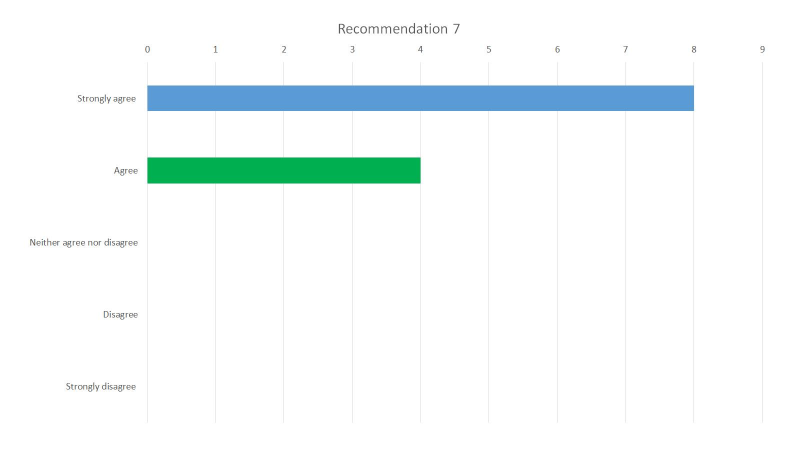 Recommendation 7
0 1 2 3 4 5 6 7 8 9
Strongly agree
Agree
Neither agree nor disagree
Disagree
Strongly disagree